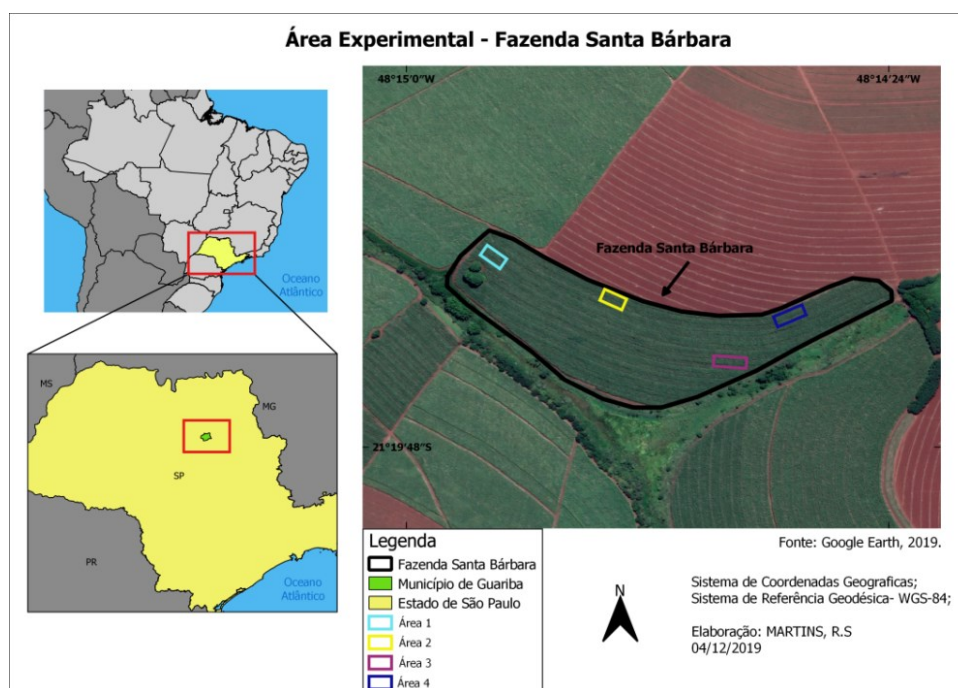 Área Experimental - Fazenda Santa Bárbara
48°15'0"W
48°14'24"W
Oceano
Atlântico
Fazenda Santa Bárbara
MS
MG
SP
PR
Oceano
Atlântico
21°19'48"S
Legenda
Fazenda Santa Bárbara
Município de Guariba
Estado de São Paulo
Área 1
Área 2
Área 3
Área 4
Fonte: Google Earth, 2019.
N
Sistema de Coordenadas Geograficas;
Sistema de Referência Geodésica- WGS-84;
Elaboração: MARTINS, R.S
04/12/2019